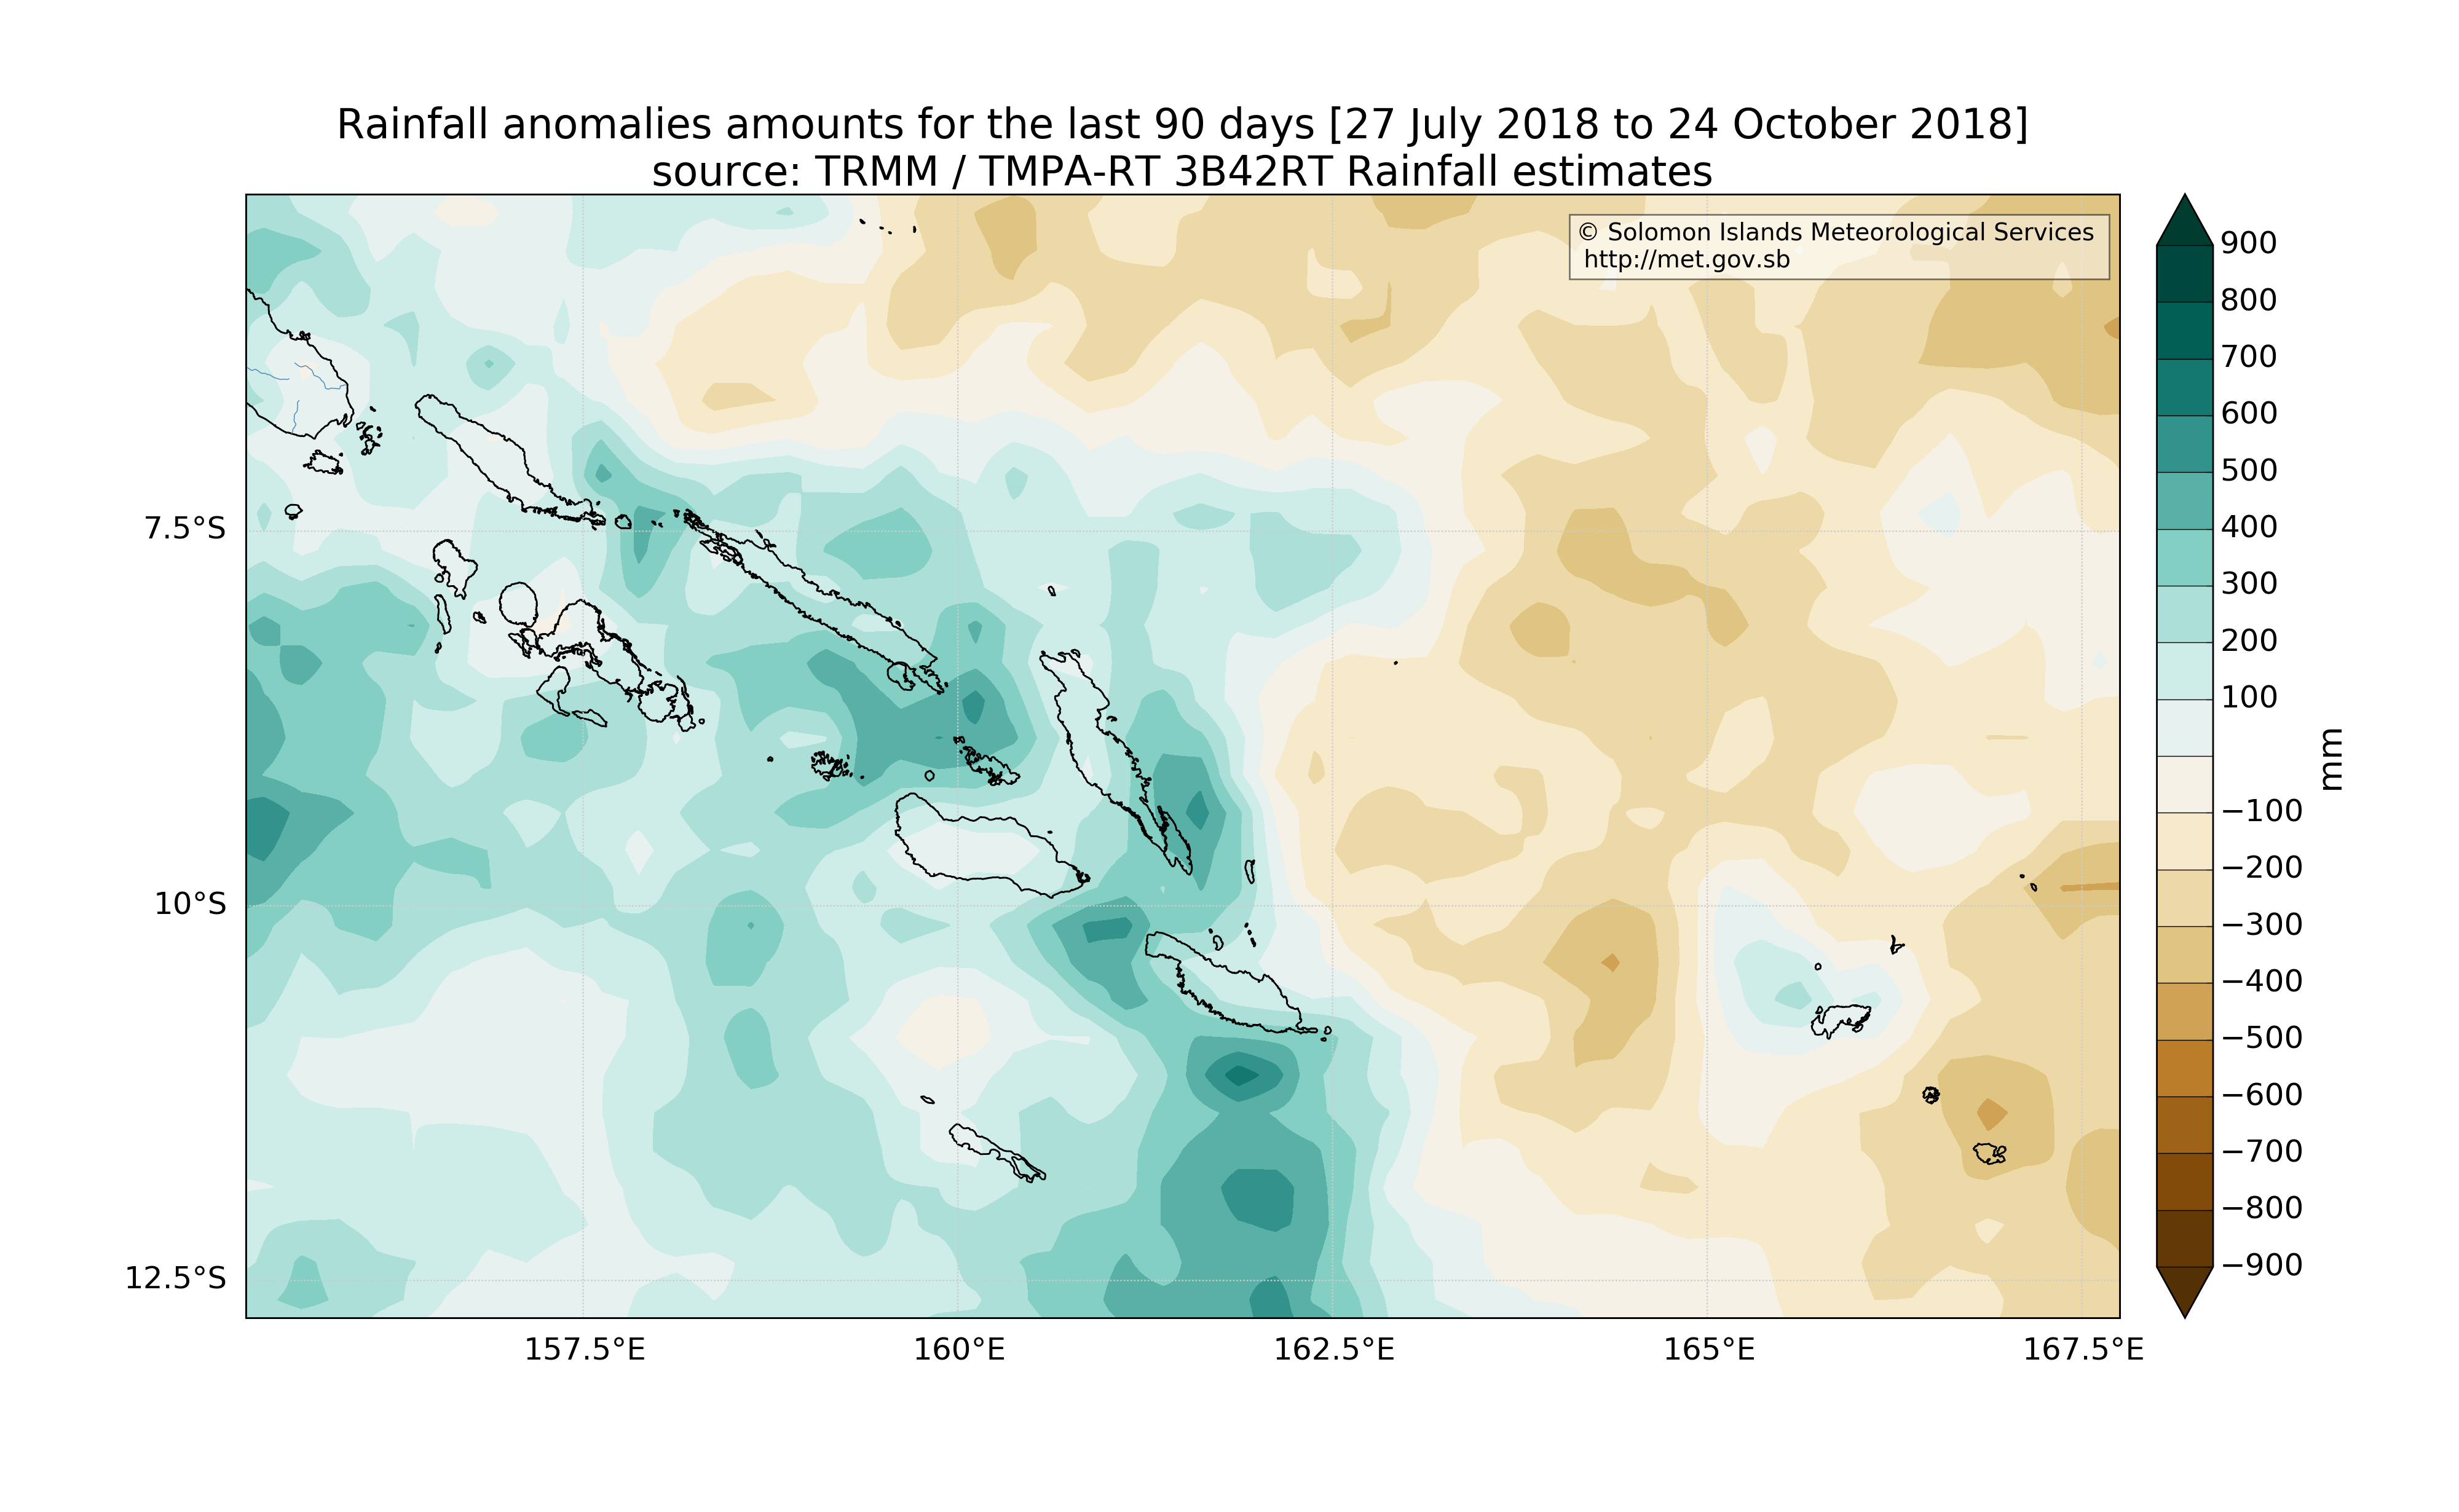 Rainfall anomalies amounts for the last 90 days [27 July 2018 to 24 October 2018]
source: TRMM / TMPA-RT 3B42RT Rainfall estimates
© Solomon Islands Meteorological Services
http://met.gov.sb
7.5°S
10°S
12.5°S
157.5°E
160°E
162.5°E
165°E
167.5°E
900
800
700
600
500
400
300
200
100
−100
−200
−300
−400
−500
−600
−700
−800
−900
mm